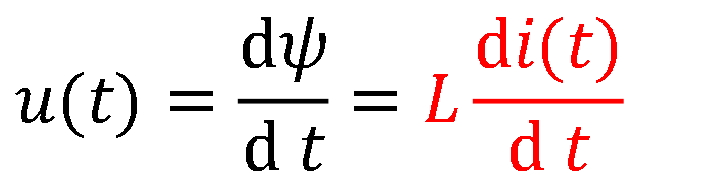 u(t) = dψ/d t = L di(t)/d t